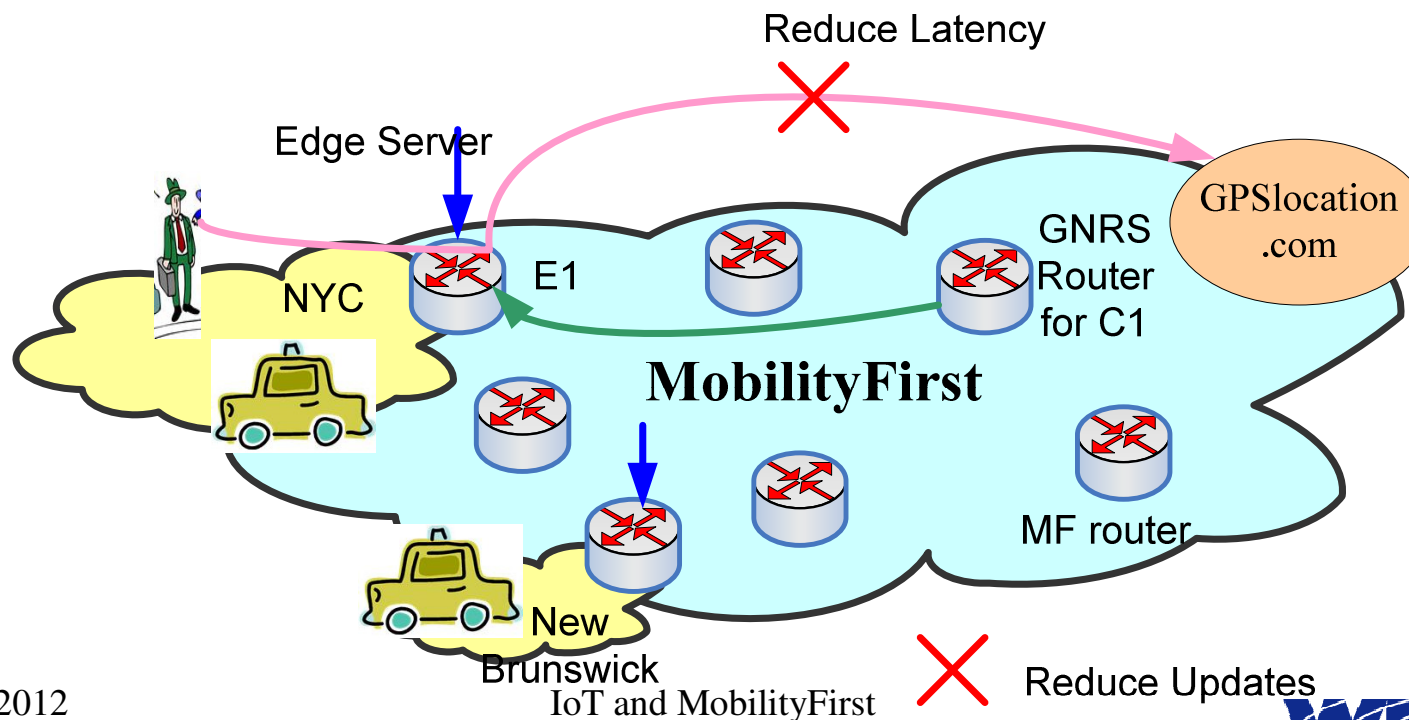 Reduce Latency
Edge Server
GPSlocation
.com
GNRS
Router
for C1
E1
NYC
MobilityFirst
MF router
New
Brunswick
Reduce Updates
2012
IoT and MobilityFirst